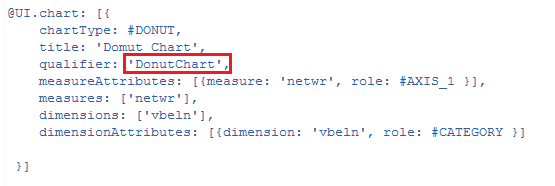 @UI.chart: [{
chartType: #DONUT,
title: 'Domut Chart',
qualifier: 'DonutChart',
measureAttributes: [{measure: 'netwr', role: #AXIS_1 }],
measures: ['netwr'],
dimensions: ['vbeln'],
dimensionAttributes: [{dimension: 'vbeln', role: #CATEGORY }]
}]